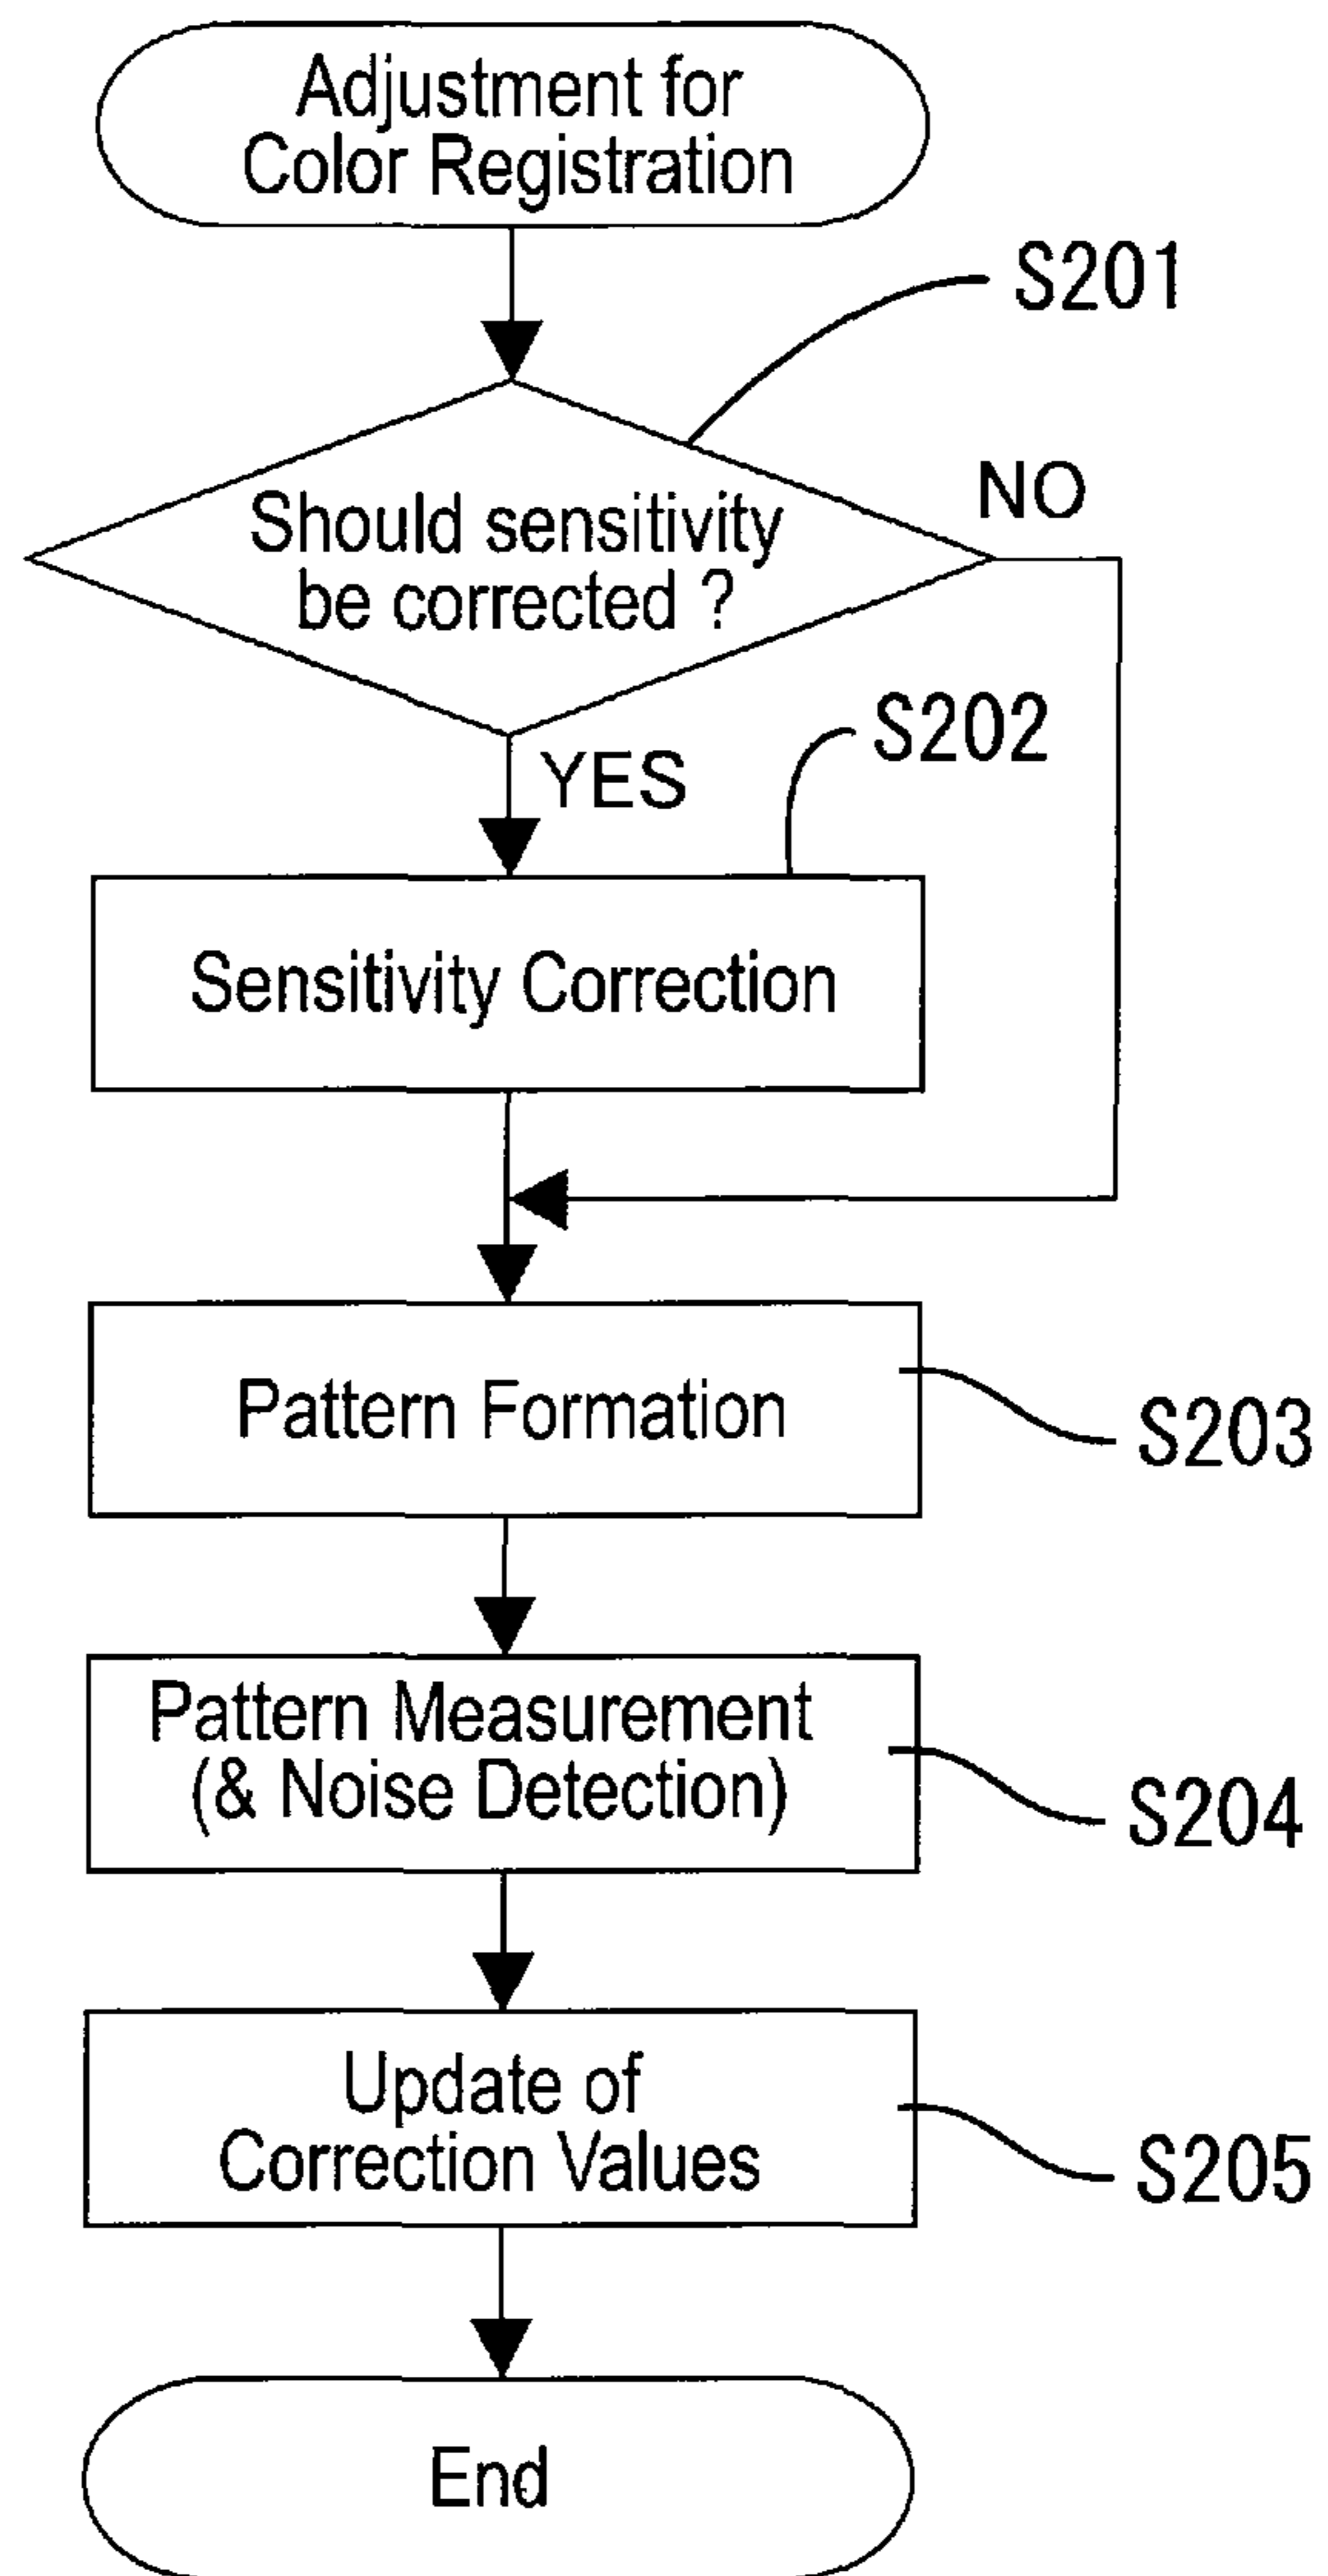 Adjustment for
Color Registration
S201
Should sensitivity
be corrected ?
NO
YES
S202
Sensitivity Correction
Pattern Formation
S203
Pattern Measurement
(& Noise Detection)
S204
Update of
Correction Values
S205
End